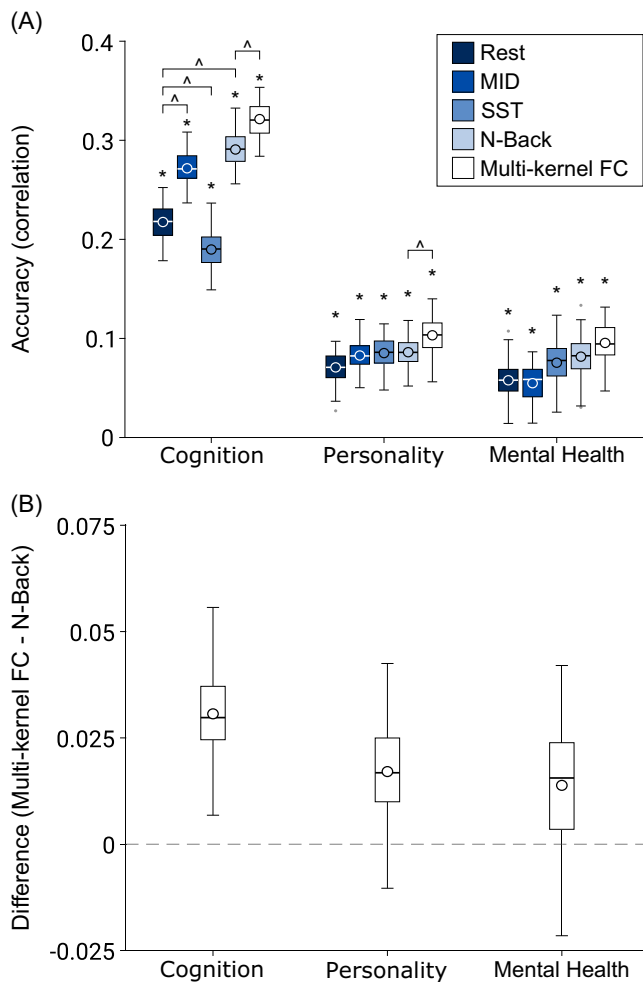 (A)
Accuracy (correlation)
0.4
0.3
0.2
0.1
0
^
^
^
^
^
* * * * *
* * * * *
* * * * *
Rest
MID
SST
N-Back
Multi-kernel FC
Cognition
Personality
Mental Health
(B)
Difference (Multi-kernel FC - N-Back)
0.075
0.05
0.025
0
-0.025
Cognition
Personality
Mental Health